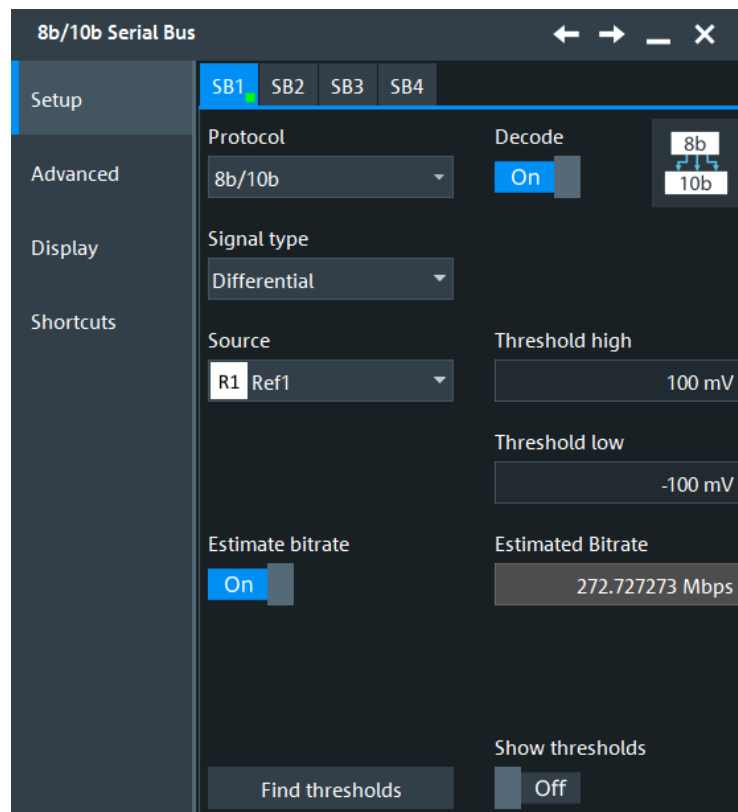 8b/10b Serial Bus
Setup
Advanced
Display
Shortcuts
SB1 SB2 SB3 SB4
Protocol
8b/10b
Decode
On
8b
10b
Signal type
Differential
Source
R1 Ref1
Threshold high
100 mV
Threshold low
-100 mV
Estimate bitrate
On
Estimated Bitrate
272.727273 Mbps
Find thresholds
Show thresholds
Off